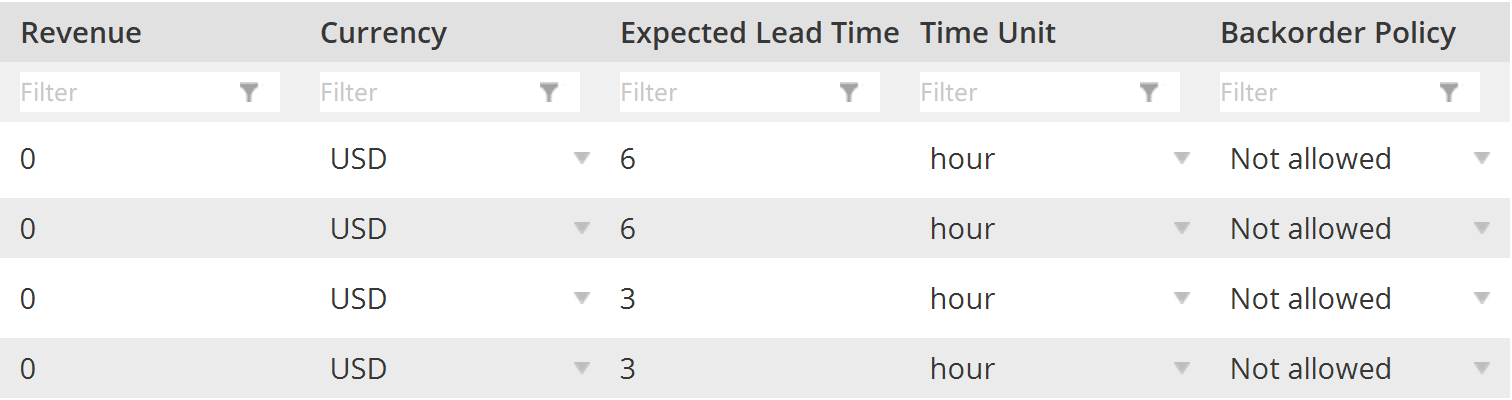 Revenue Currency Expected Lead Time Time Unit Backorder Policy
Filter Filter Filter Filter Filter
0 USD 6 hour Not allowed
0 USD 6 hour Not allowed
0 USD 3 hour Not allowed
0 USD 3 hour Not allowed